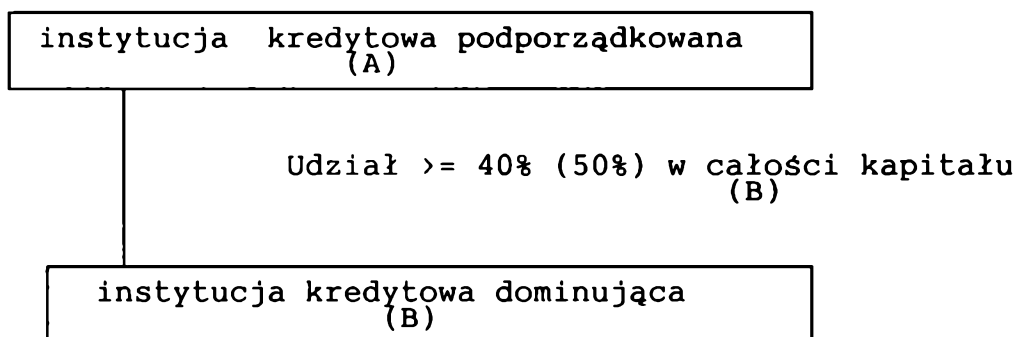 instytucja kredytowa podporządkowana
(A)
Udział >= 40% (50%) w całości kapitału
(B)
instytucja kredytowa dominująca
(B)